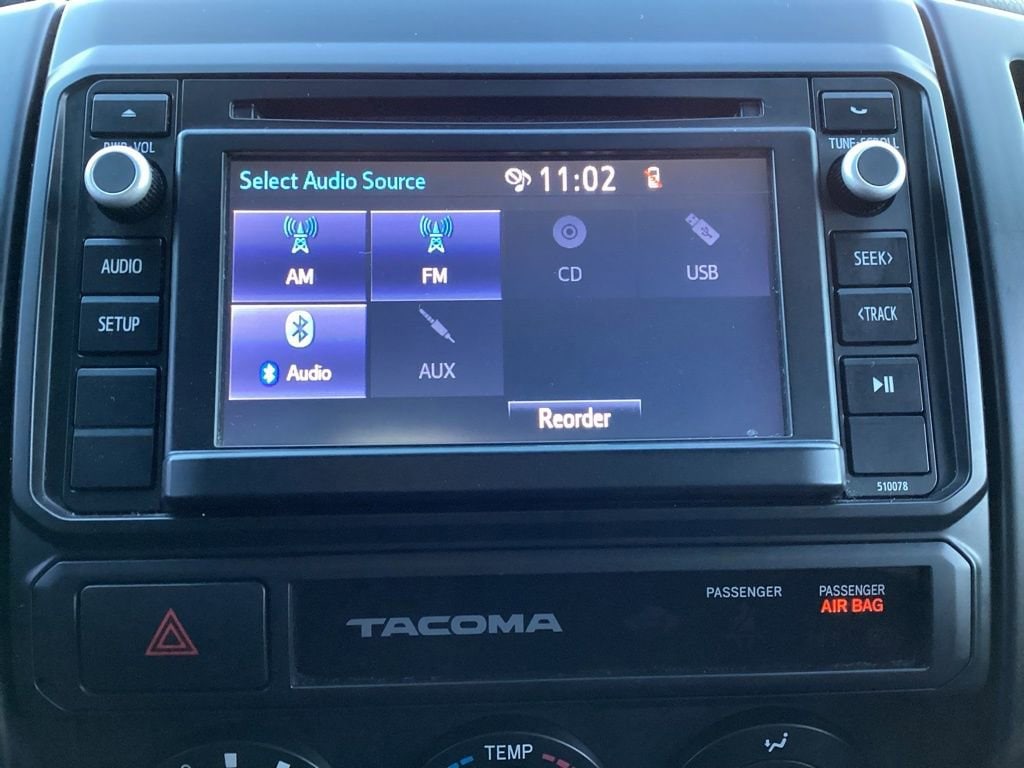 PWR·VOL
TUNE·SCROLL
Select Audio Source
11:02
AM
FM
CD
USB
Audio
AUX
Reorder
AUDIO
SETUP
SEEK>
<TRACK
510078
TACOMA
PASSENGER
PASSENGER
AIR BAG
TEMP